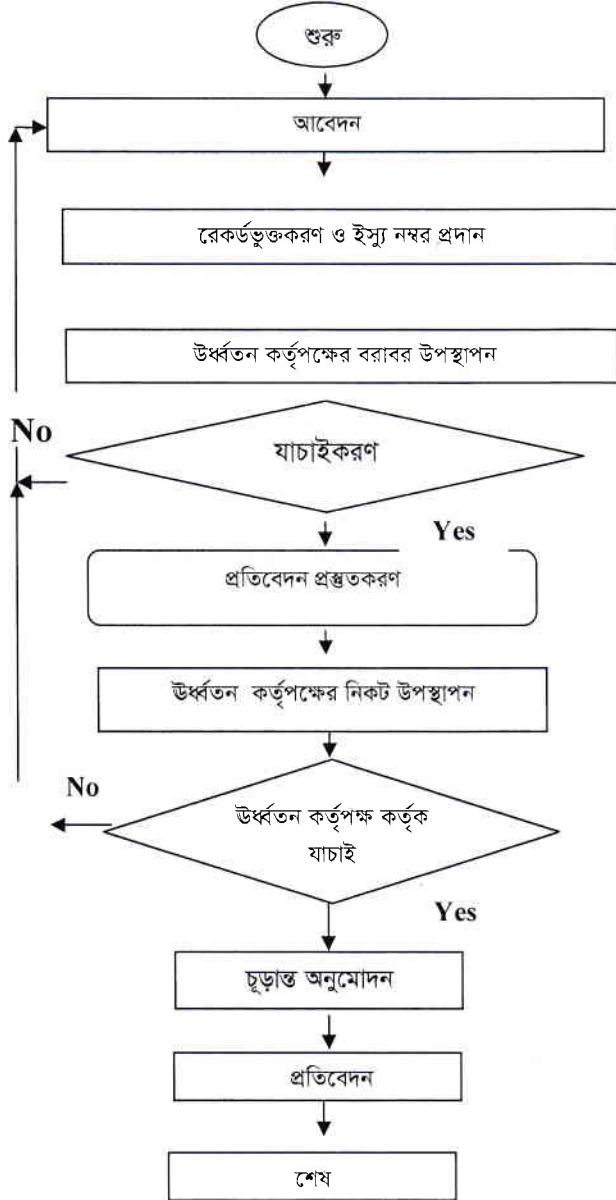 শুরু
আবেদন
রেকর্ডভুক্তকরণ ও ইস্যু নম্বর প্রদান
উর্ধ্বতন কর্তৃপক্ষের বরাবর উপস্থাপন
No
যাচাইকরণ
Yes
প্রতিবেদন প্রস্তুতকরণ
ঊর্ধ্বতন কর্তৃপক্ষের নিকট উপস্থাপন
No
ঊর্ধ্বতন কর্তৃপক্ষ কর্তৃক
যাচাই
Yes
চূড়ান্ত অনুমোদন
প্রতিবেদন
শেষ